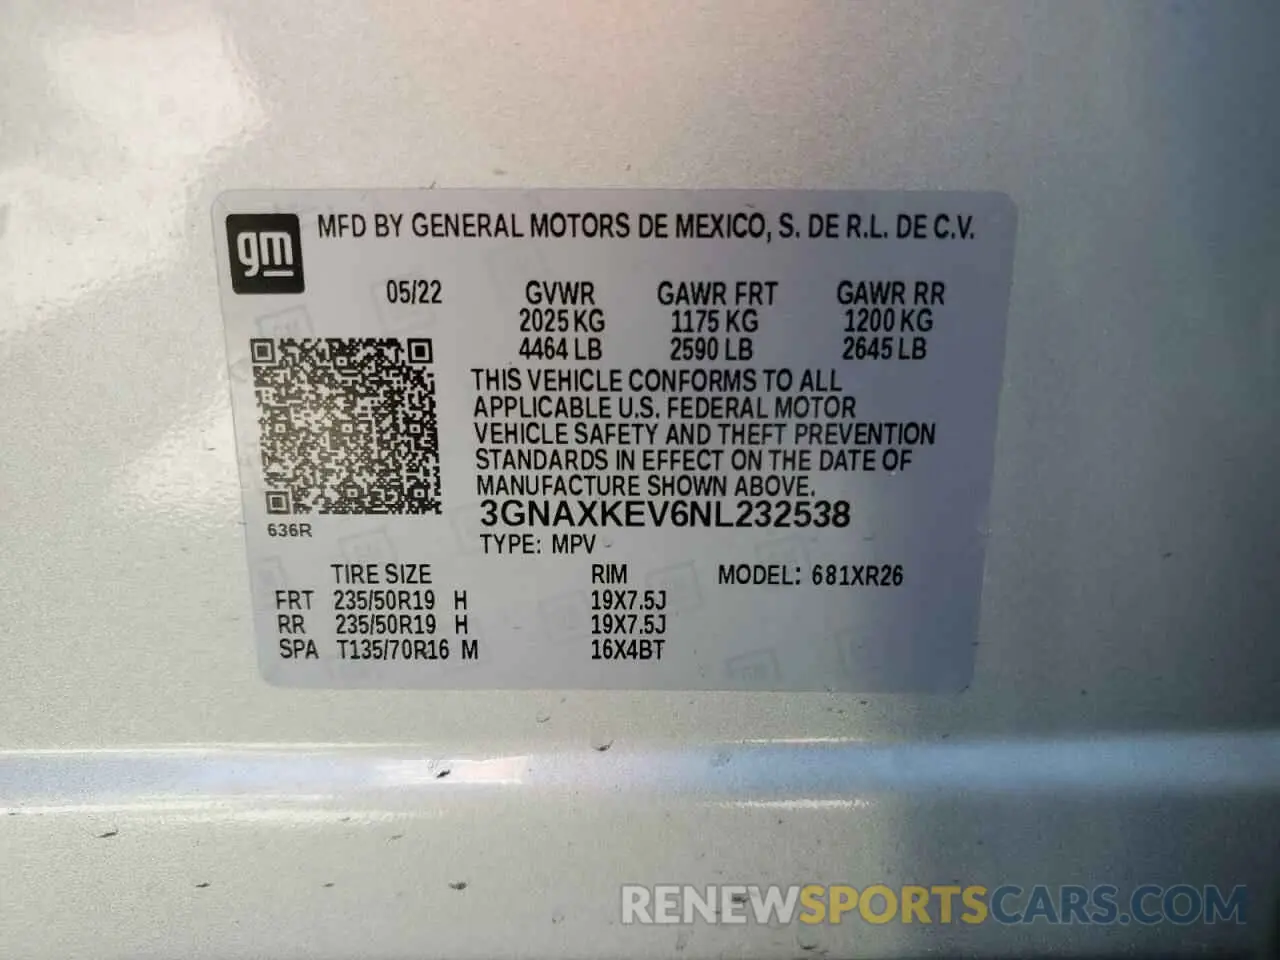 gm MFD BY GENERAL MOTORS DE MEXICO, S. DE R.L. DE C.V.
05/22 GVWR GAWR FRT GAWR RR
2025 KG 1175 KG 1200 KG
4464 LB 2590 LB 2645 LB
THIS VEHICLE CONFORMS TO ALL
APPLICABLE U.S. FEDERAL MOTOR
VEHICLE SAFETY AND THEFT PREVENTION
STANDARDS IN EFFECT ON THE DATE OF
MANUFACTURE SHOWN ABOVE.
3GNAXKEV6NL232538
636R
TYPE: MPV
TIRE SIZE RIM MODEL: 681XR26
FRT 235/50R19 H 19X7.5J
RR 235/50R19 H 19X7.5J
SPA T135/70R16 M 16X4BT
RENEWSPORTSCARS.COM